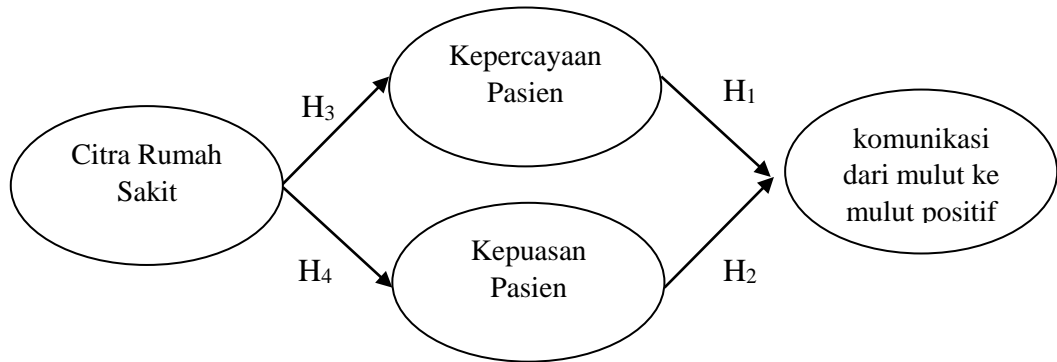 Kepercayaan
Pasien
H3
H1
Citra Rumah
Sakit
komunikasi
dari mulut ke
mulut positif
H4
H2
Kepuasan
Pasien